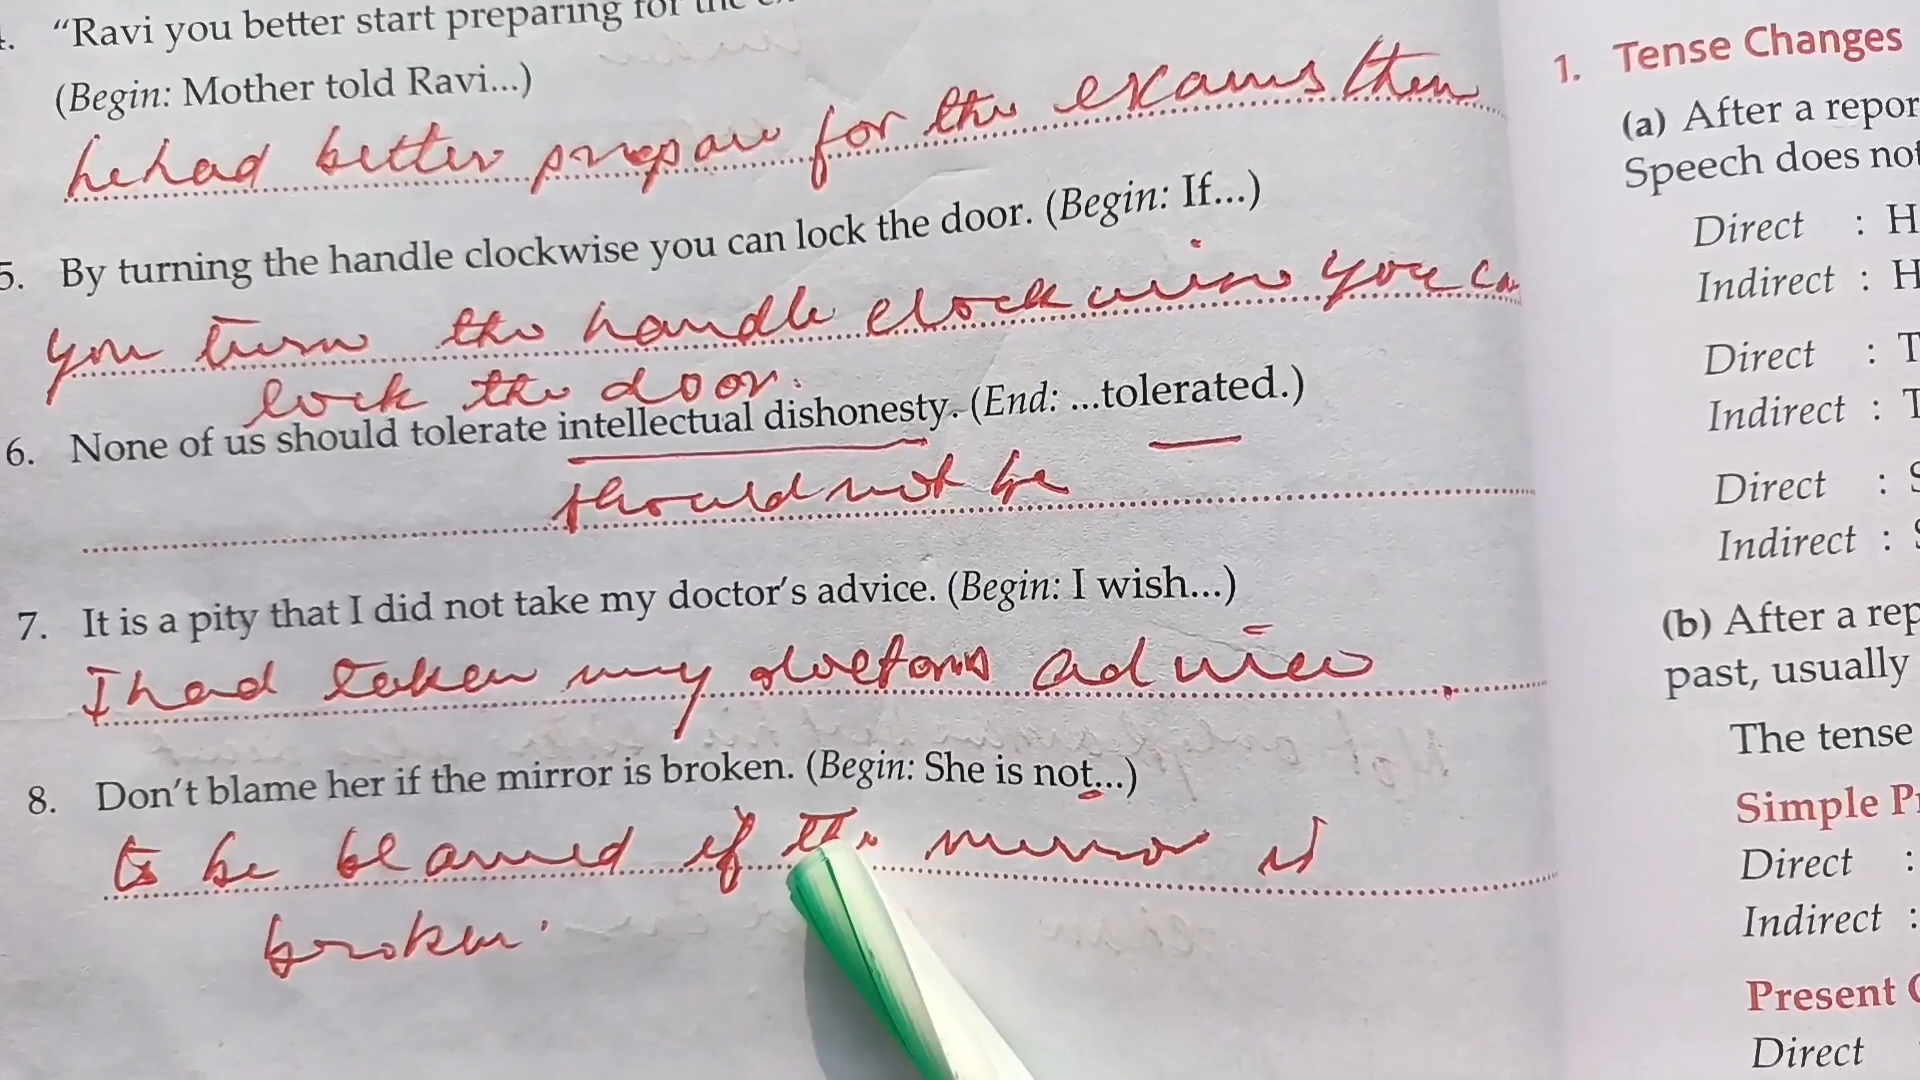 . "Ravi you better start preparing for the
(Begin: Mother told Ravi...)
he had better prepare for the exams then
5. By turning the handle clockwise you can lock the door. (Begin: If...)
you turn the handle clockwise you can
lock the door.
6. None of us should tolerate intellectual dishonesty. (End: ...tolerated.)
should not be
7. It is a pity that I did not take my doctor's advice. (Begin: I wish...)
I had taken my doctors advice.
8. Don't blame her if the mirror is broken. (Begin: She is not...)
to be blamed if the mirror is
broken.
1. Tense Changes
(a) After a repor
Speech does not
Direct : H
Indirect : H
Direct : T
Indirect : T
Direct : S
Indirect : S
(b) After a rep
past, usually
The tense
Simple P
Direct :
Indirect :
Present C
Direct